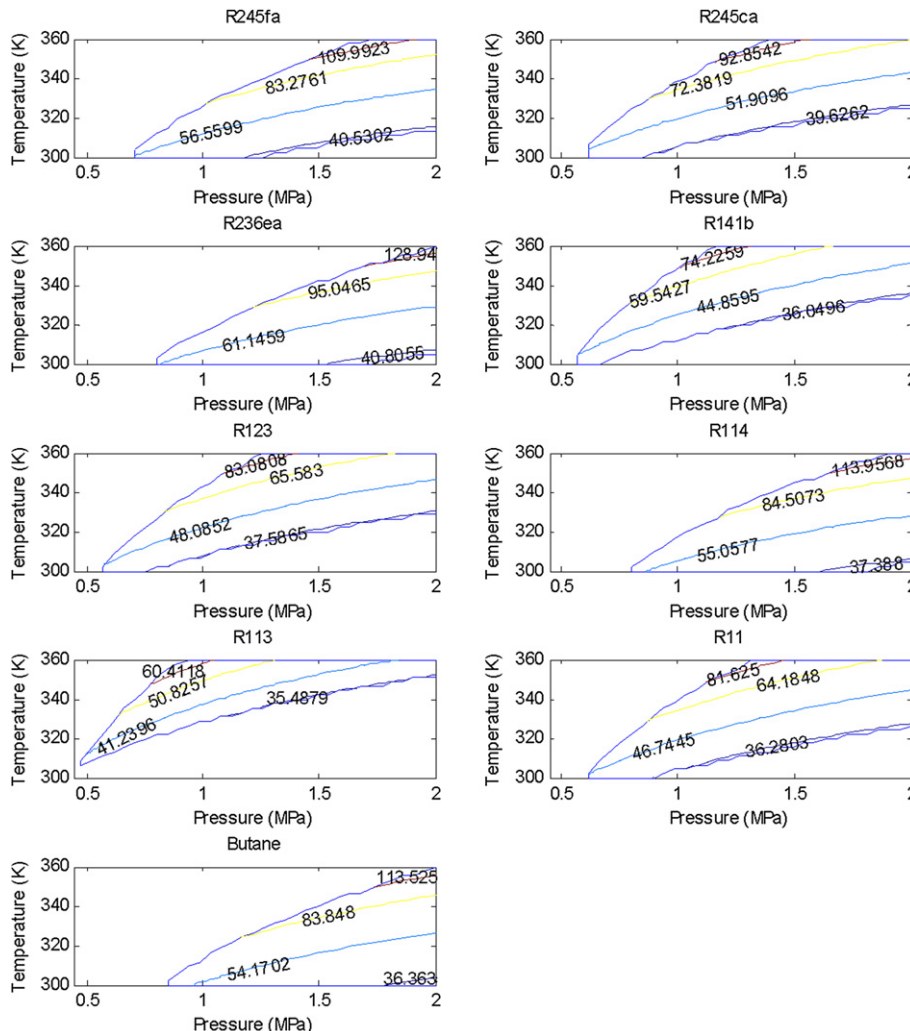 R245fa
Temperature (K)
360
340
320
300
109.9923
83.2761
56.5599
40.5302
0.5 1 1.5 2
Pressure (MPa)
R245ca
Temperature (K)
360
340
320
300
92.8542
72.3819
51.9096
39.6262
0.5 1 1.5 2
Pressure (MPa)
R236ea
Temperature (K)
360
340
320
300
128.94
95.0465
61.1459
40.8055
0.5 1 1.5 2
Pressure (MPa)
R141b
Temperature (K)
360
340
320
300
74.2259
59.5427
44.8595
36.0496
0.5 1 1.5 2
Pressure (MPa)
R123
Temperature (K)
360
340
320
300
83.0808
65.583
48.0852
37.5865
0.5 1 1.5 2
Pressure (MPa)
R114
Temperature (K)
360
340
320
300
113.9568
84.5073
55.0577
37.388
0.5 1 1.5 2
Pressure (MPa)
R113
Temperature (K)
360
340
320
300
60.4118
50.8257
41.2396
35.4879
0.5 1 1.5 2
Pressure (MPa)
R11
Temperature (K)
360
340
320
300
81.625
64.1848
46.7445
36.2803
0.5 1 1.5 2
Pressure (MPa)
Butane
Temperature (K)
360
340
320
300
113.525
83.848
54.1702
36.363
0.5 1 1.5 2
Pressure (MPa)